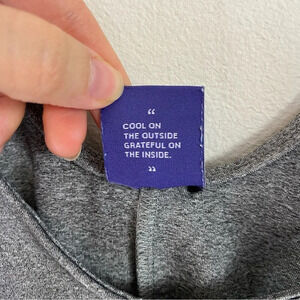 “
COOL ON
THE OUTSIDE
GRATEFUL ON
THE INSIDE.
”